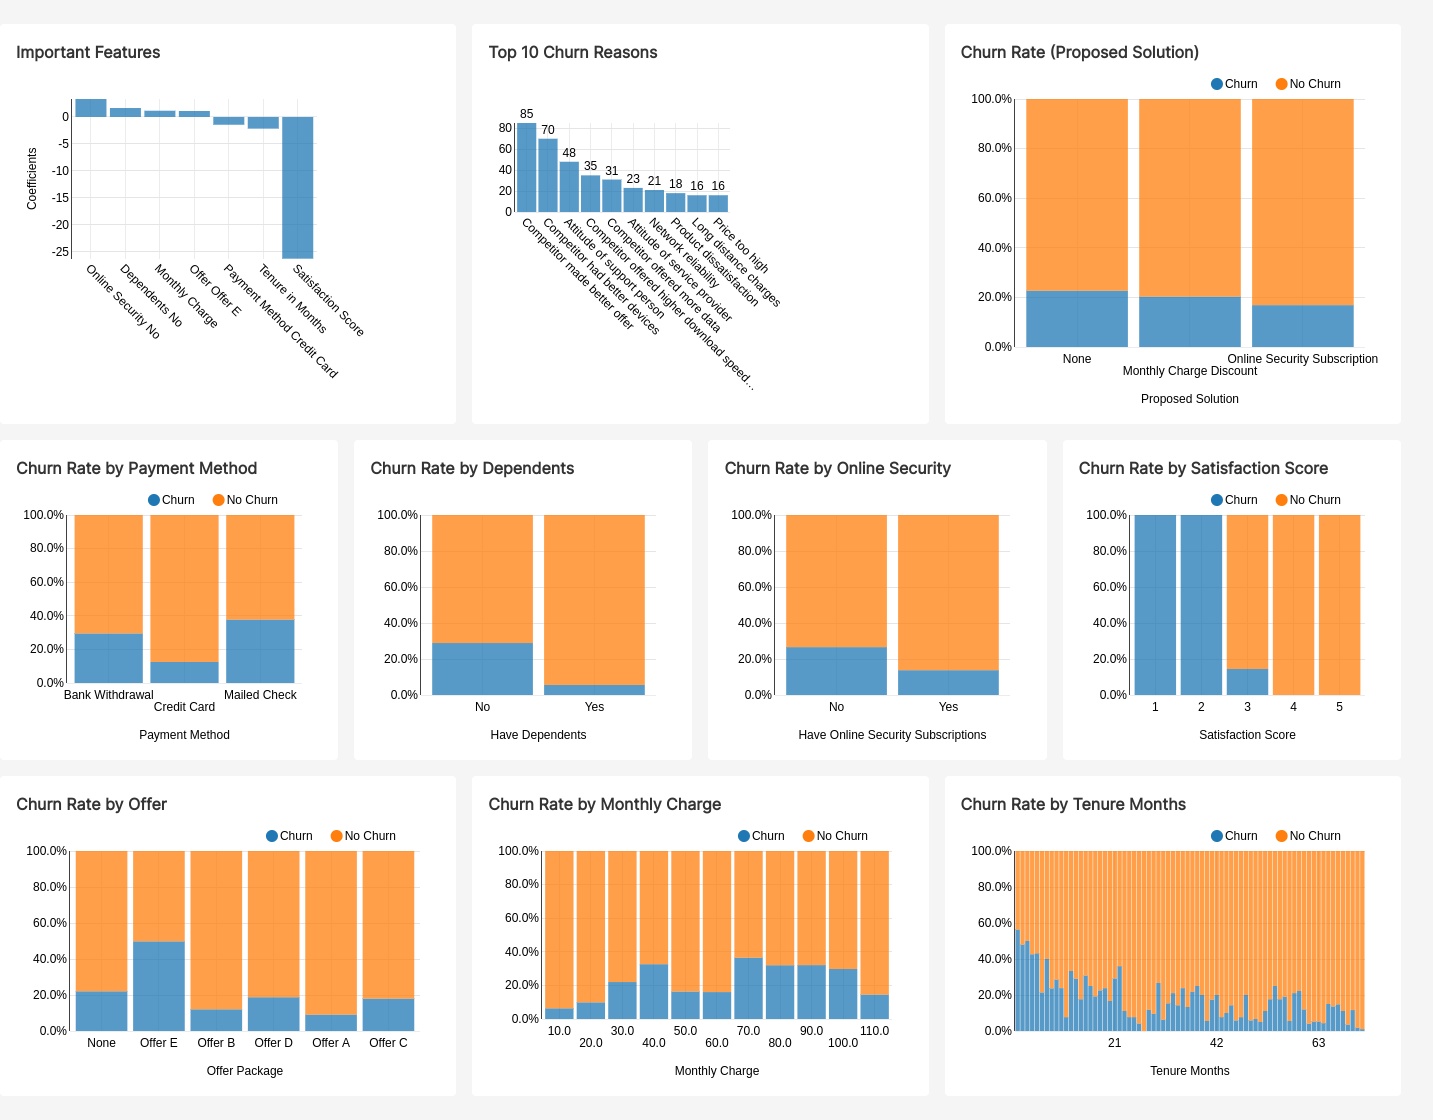 Important Features
0
-5
-10
-15
-20
-25
Coefficients
Online Security No
Dependents No
Monthly Charge
Offer Offer E
Payment Method Credit Card
Tenure in Months
Satisfaction Score
Top 10 Churn Reasons
80
60
40
20
0
85
70
48
35
31
23
21
18
16
16
Competitor made better offer
Competitor had better devices
Attitude of support person
Competitor offered higher download speed...
Competitor offered more data
Attitude of service provider
Network reliability
Product dissatisfaction
Long distance charges
Price too high
Churn Rate (Proposed Solution)
Churn No Churn
100.0%
80.0%
60.0%
40.0%
20.0%
0.0%
None Online Security Subscription
Monthly Charge Discount
Proposed Solution
Churn Rate by Payment Method
Churn No Churn
100.0%
80.0%
60.0%
40.0%
20.0%
0.0%
Bank Withdrawal Mailed Check
Credit Card
Payment Method
Churn Rate by Dependents
100.0%
80.0%
60.0%
40.0%
20.0%
0.0%
No Yes
Have Dependents
Churn Rate by Online Security
100.0%
80.0%
60.0%
40.0%
20.0%
0.0%
No Yes
Have Online Security Subscriptions
Churn Rate by Satisfaction Score
Churn No Churn
100.0%
80.0%
60.0%
40.0%
20.0%
0.0%
1 2 3 4 5
Satisfaction Score
Churn Rate by Offer
Churn No Churn
100.0%
80.0%
60.0%
40.0%
20.0%
0.0%
None Offer E Offer B Offer D Offer A Offer C
Offer Package
Churn Rate by Monthly Charge
Churn No Churn
100.0%
80.0%
60.0%
40.0%
20.0%
0.0%
10.0 30.0 50.0 70.0 90.0 110.0
20.0 40.0 60.0 80.0 100.0
Monthly Charge
Churn Rate by Tenure Months
Churn No Churn
100.0%
80.0%
60.0%
40.0%
20.0%
0.0%
21 42 63
Tenure Months